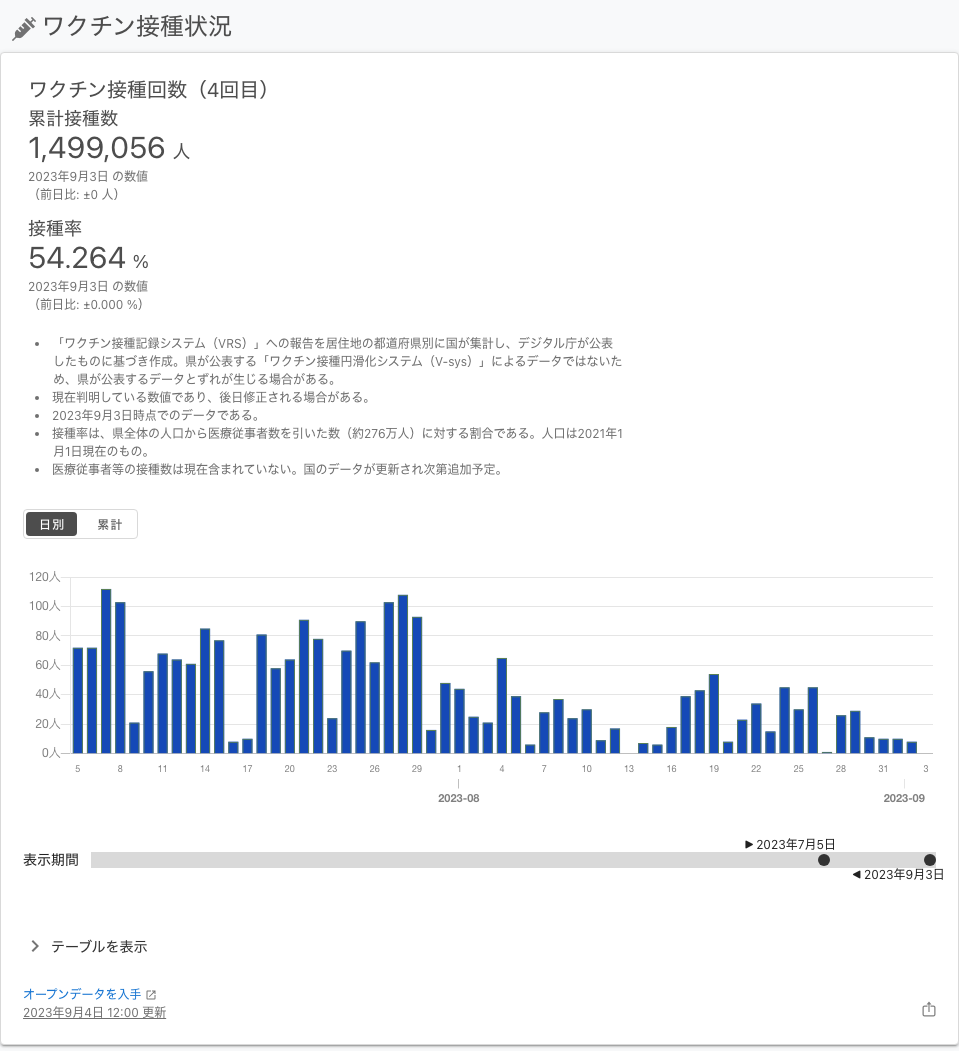 ワクチン接種状況
ワクチン接種回数（4回目）
累計接種数
1,499,056 人
2023年9月3日 の数値
（前日比: ±0 人）
接種率
54.264 %
2023年9月3日 の数値
（前日比: ±0.000 %）
• 「ワクチン接種記録システム（VRS）」への報告を居住地の都道府県別に国が集計し、デジタル庁が公表
したものに基づき作成。県が公表する「ワクチン接種円滑化システム（V-sys）」によるデータではないた
め、県が公表するデータとずれが生じる場合がある。
• 現在判明している数値であり、後日修正される場合がある。
• 2023年9月3日時点でのデータである。
• 接種率は、県全体の人口から医療従事者数を引いた数（約276万人）に対する割合である。人口は2021年1
月1日現在のもの。
• 医療従事者等の接種数は現在含まれていない。国のデータが更新され次第追加予定。
日別 累計
120人
100人
80人
60人
40人
20人
0人
5 8 11 14 17 20 23 26 29 1 4 7 10 13 16 19 22 25 28 31 3
2023-08 2023-09
▶ 2023年7月5日
表示期間
◀ 2023年9月3日
テーブルを表示
オープンデータを入手
2023年9月4日 12:00 更新